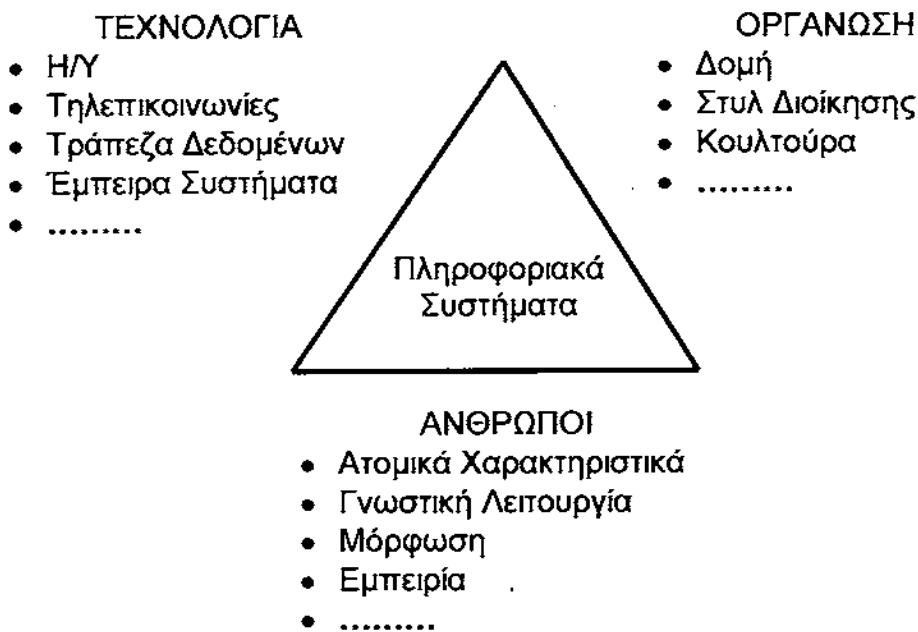 ΤΕΧΝΟΛΟΓΙΑ
• Η/Υ
• Τηλεπικοινωνίες
• Τράπεζα Δεδομένων
• Έμπειρα Συστήματα
• .........
ΟΡΓΑΝΩΣΗ
• Δομή
• Στυλ Διοίκησης
• Κουλτούρα
• .........
Πληροφοριακά
Συστήματα
ΑΝΘΡΩΠΟΙ
• Ατομικά Χαρακτηριστικά
• Γνωστική Λειτουργία
• Μόρφωση
• Εμπειρία
• .........